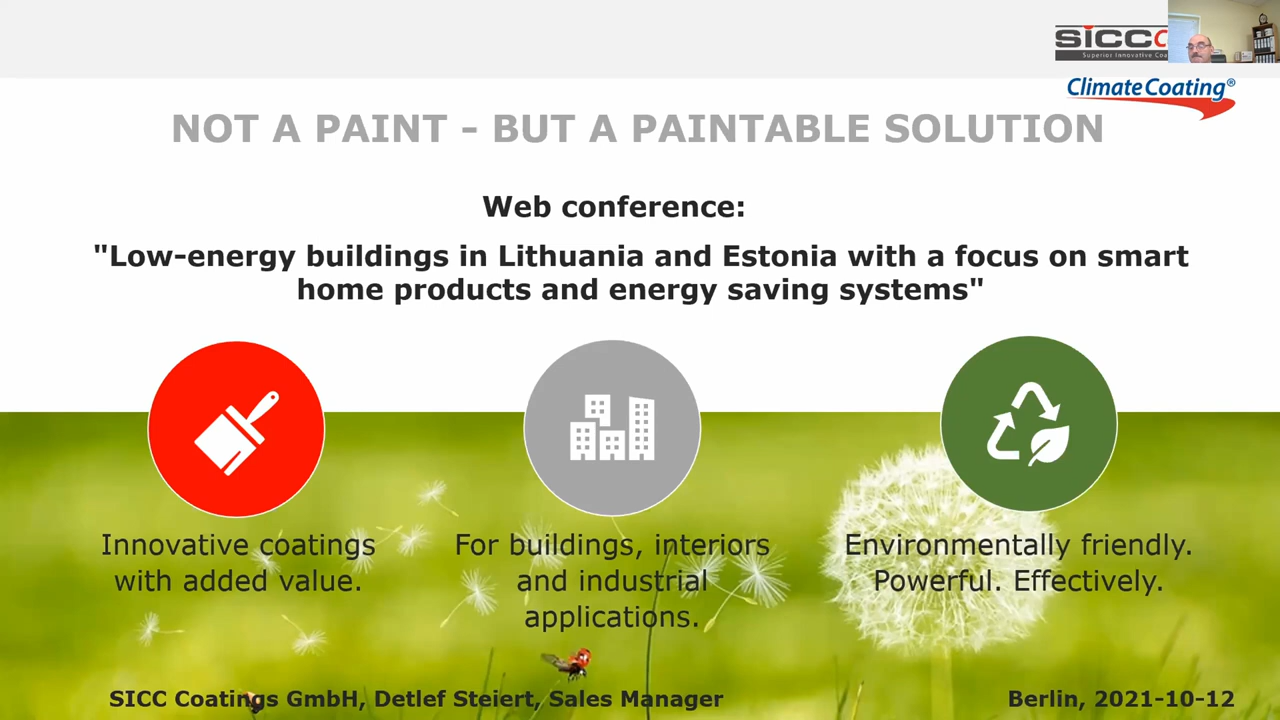 SICC
Superior Innovative
ClimateCoating®
NOT A PAINT - BUT A PAINTABLE SOLUTION
Web conference:
"Low-energy buildings in Lithuania and Estonia with a focus on smart
home products and energy saving systems"
Innovative coatings
with added value.
For buildings, interiors
and industrial
applications.
Environmentally friendly.
Powerful. Effectively.
SICC Coatings GmbH, Detlef Steiert, Sales Manager
Berlin, 2021-10-12